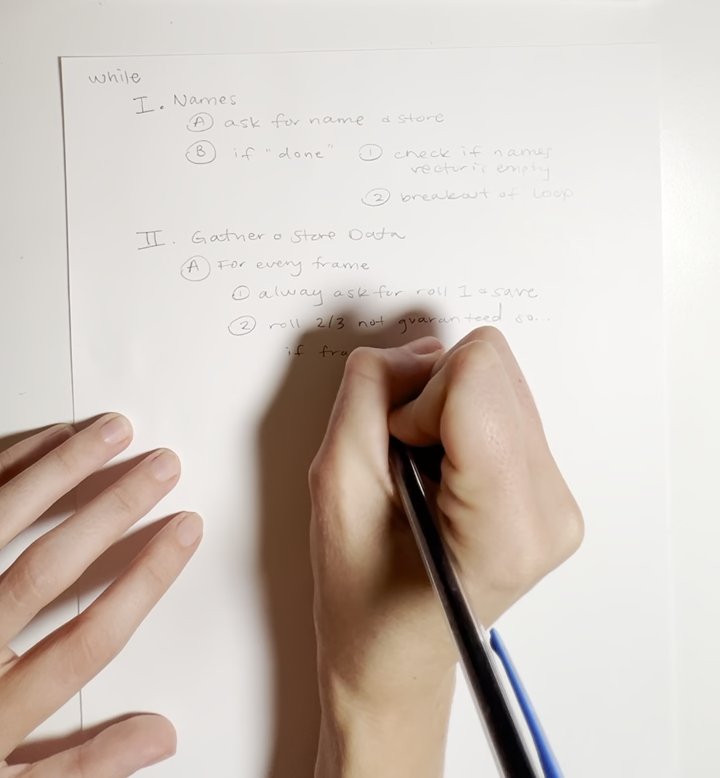 while
I. Names
(A) ask for name & store
(B) if "done" (1) check if names
vector is empty
(2) breakout of loop
II. Gather & Store Data
(A) For every frame
(1) alway ask for roll 1 & save
(2) roll 2/3 not guaranteed so...
if